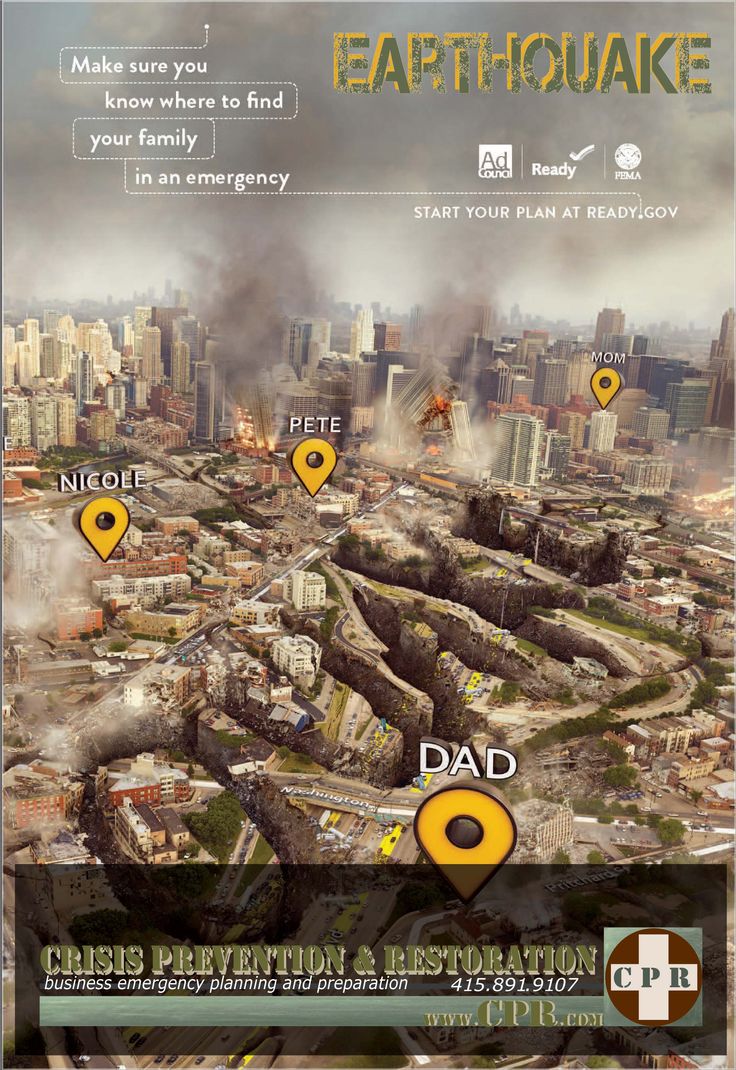 EARTHQUAKE
Make sure you
know where to find
your family
in an emergency
Ad
Council
Ready
FEMA
START YOUR PLAN AT READY.GOV
MOM
PETE
E
NICOLE
DAD
Washington
CRISIS PREVENTION & RESTORATION
business emergency planning and preparation 415.891.9107
www.CPR.com
CPR